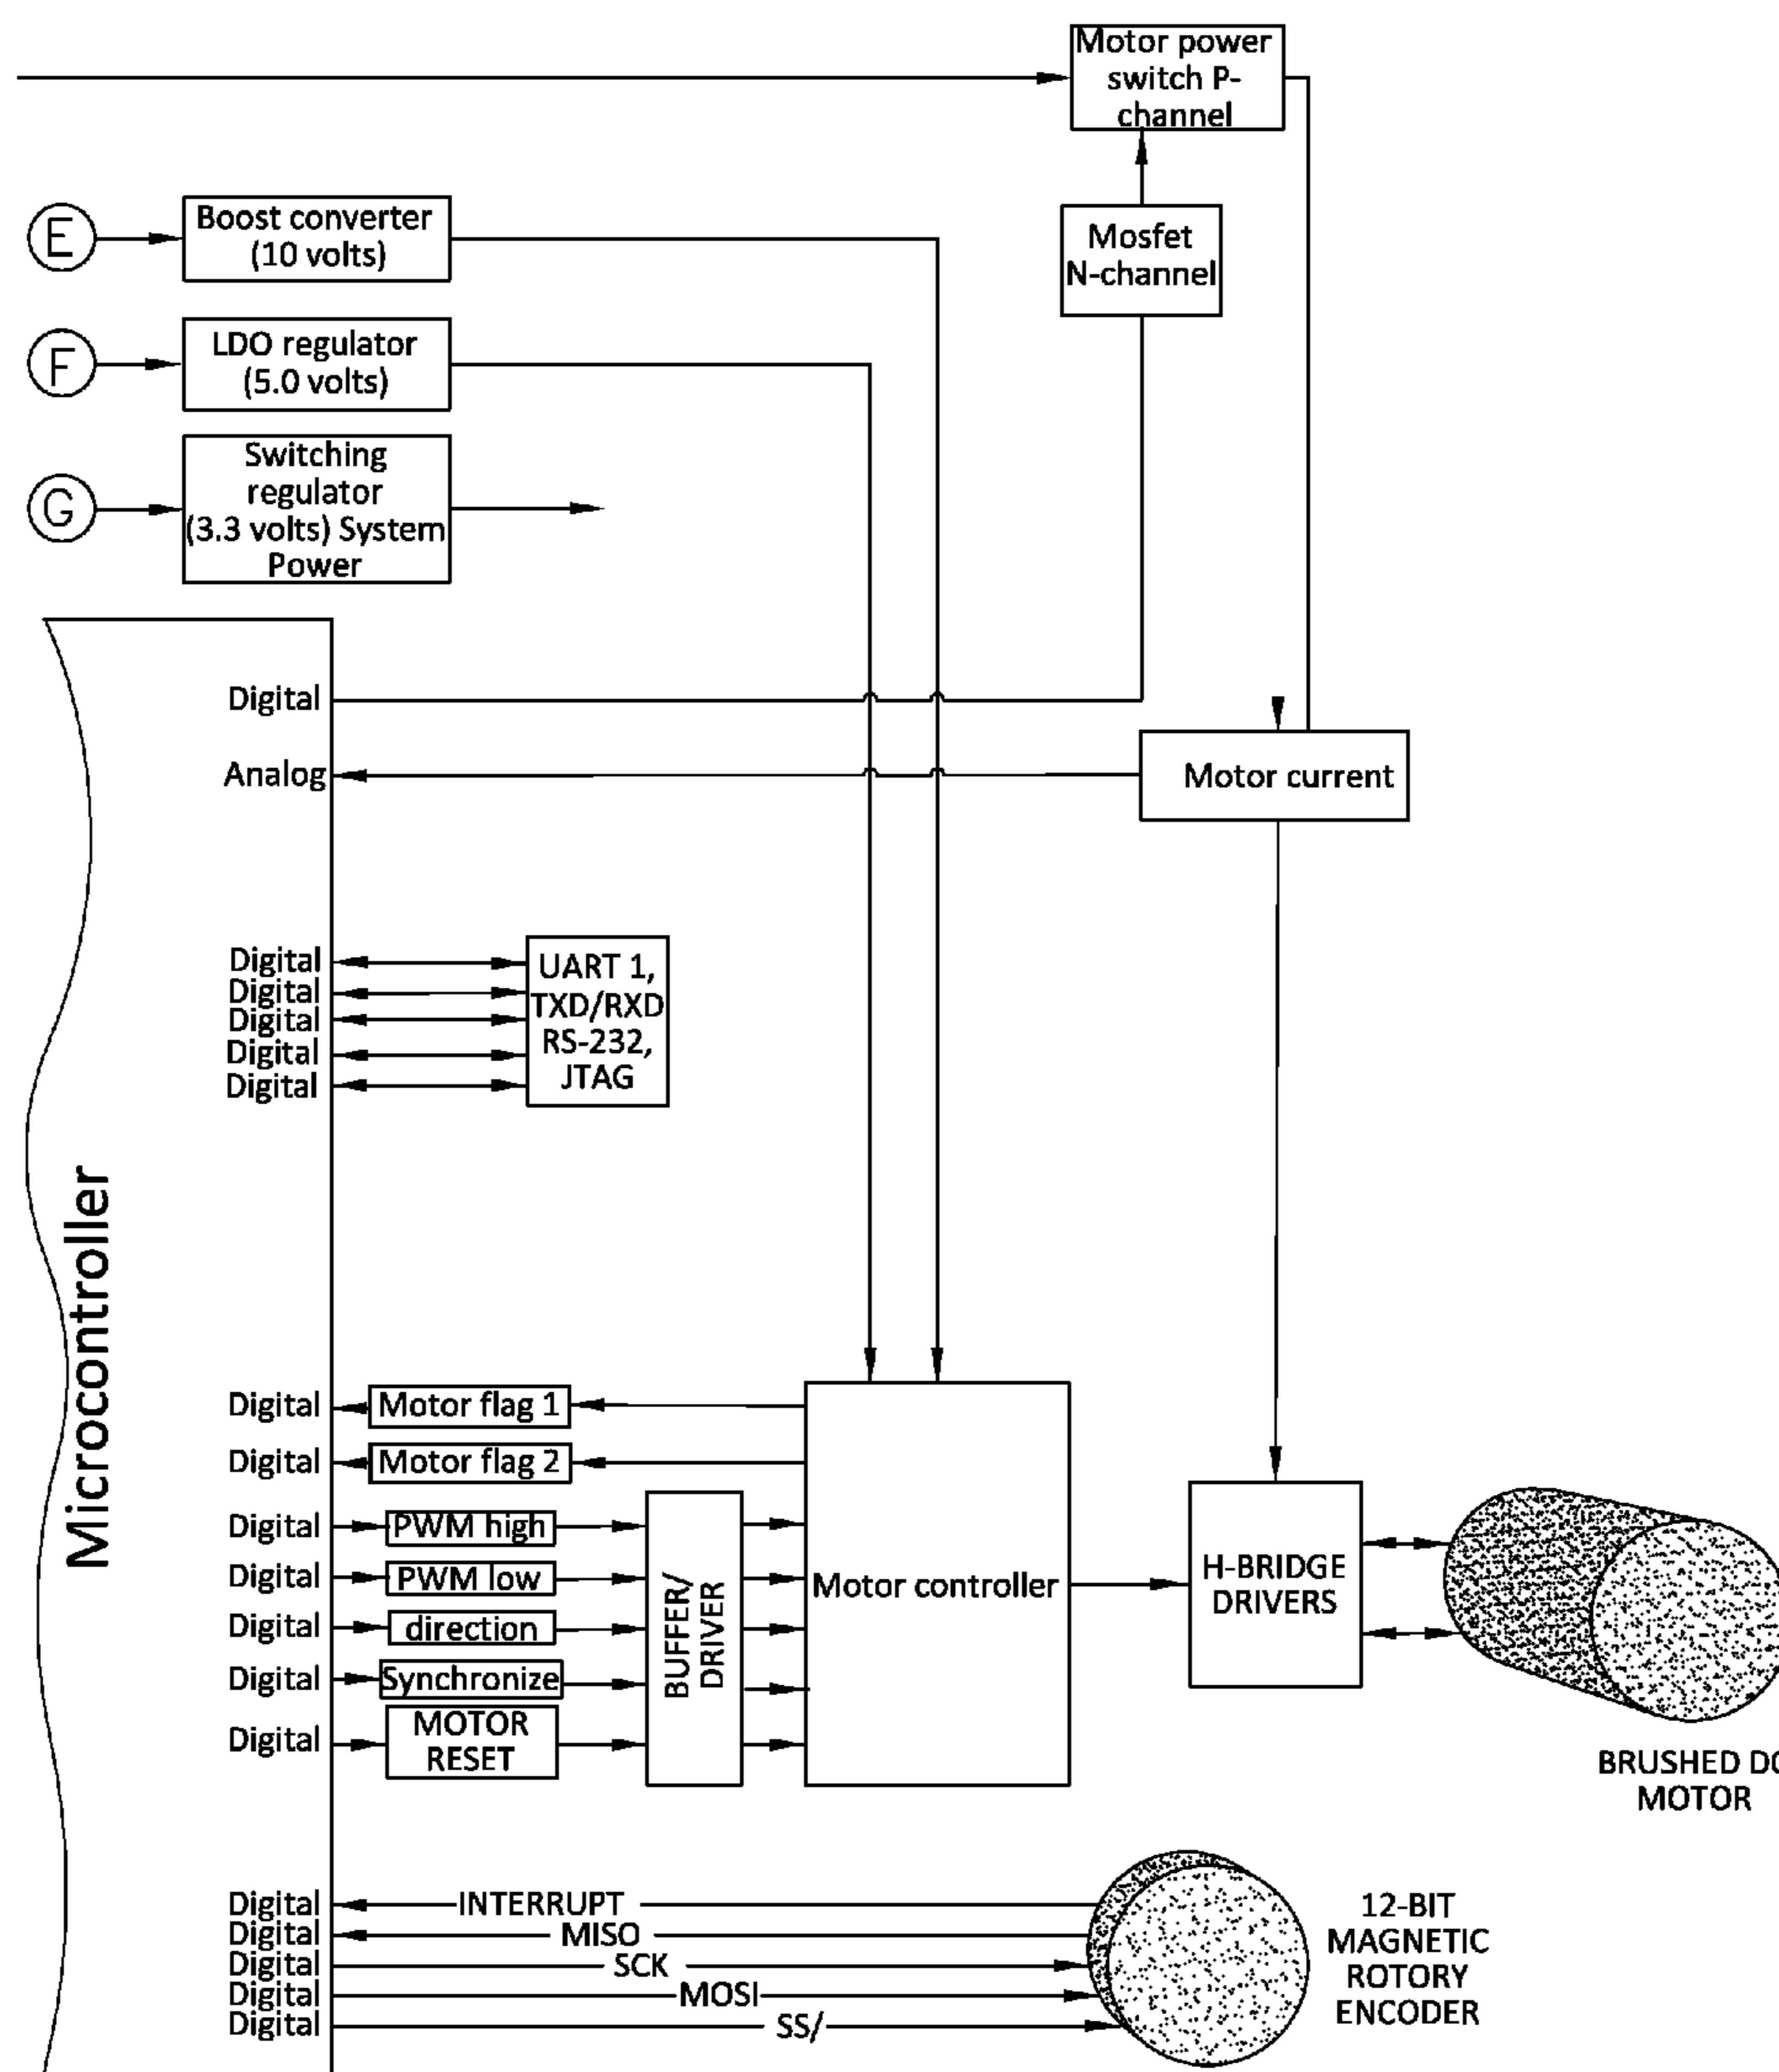 Motor power
switch P-
channel
E
Boost converter
(10 volts)
Mosfet
N-channel
F
LDO regulator
(5.0 volts)
G
Switching
regulator
(3.3 volts) System
Power
Digital
Analog
Motor current
Microcontroller
Digital
Digital
Digital
Digital
Digital
UART 1,
TXD/RXD
RS-232,
JTAG
Digital
Motor flag 1
Digital
Motor flag 2
Digital
PWM high
Digital
PWM low
Digital
direction
Digital
Synchronize
Digital
MOTOR
RESET
BUFFER/
DRIVER
Motor controller
H-BRIDGE
DRIVERS
BRUSHED DC
MOTOR
Digital
INTERRUPT
Digital
MISO
Digital
SCK
Digital
MOSI
Digital
SS/
12-BIT
MAGNETIC
ROTORY
ENCODER